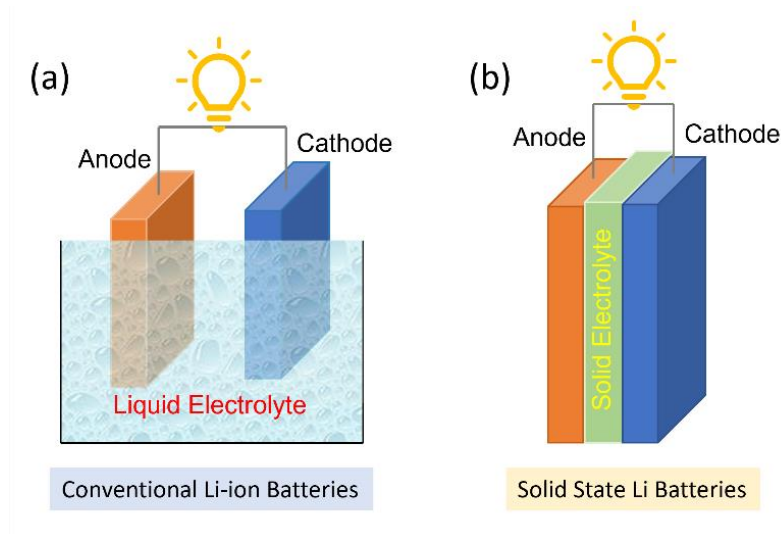 (a)
Anode
Cathode
Liquid Electrolyte
Conventional Li-ion Batteries
(b)
Anode
Cathode
Solid Electrolyte
Solid State Li Batteries